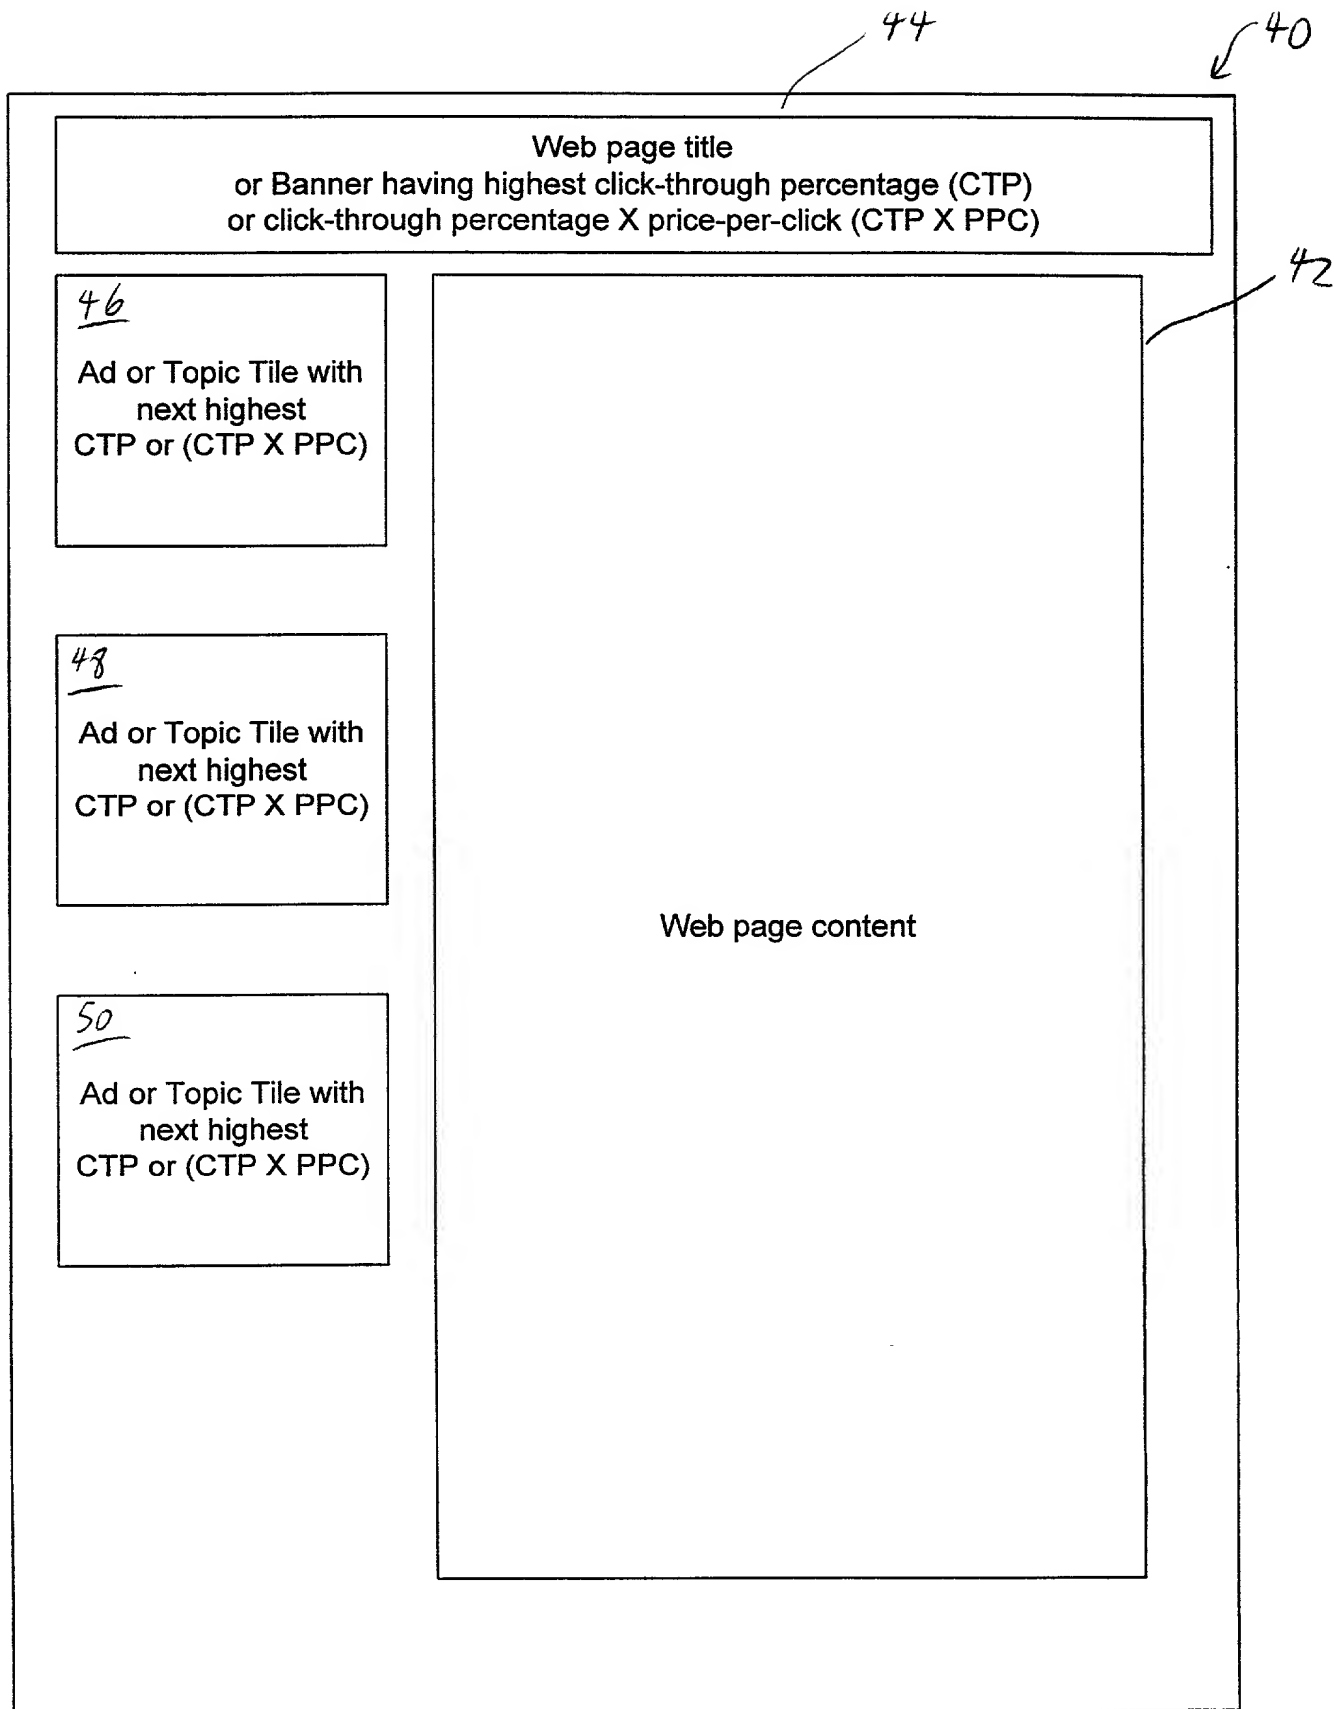 44
40
Web page title
or Banner having highest click-through percentage (CTP)
or click-through percentage X price-per-click (CTP X PPC)
42
46
Ad or Topic Tile with
next highest
CTP or (CTP X PPC)
48
Ad or Topic Tile with
next highest
CTP or (CTP X PPC)
Web page content
50
Ad or Topic Tile with
next highest
CTP or (CTP X PPC)